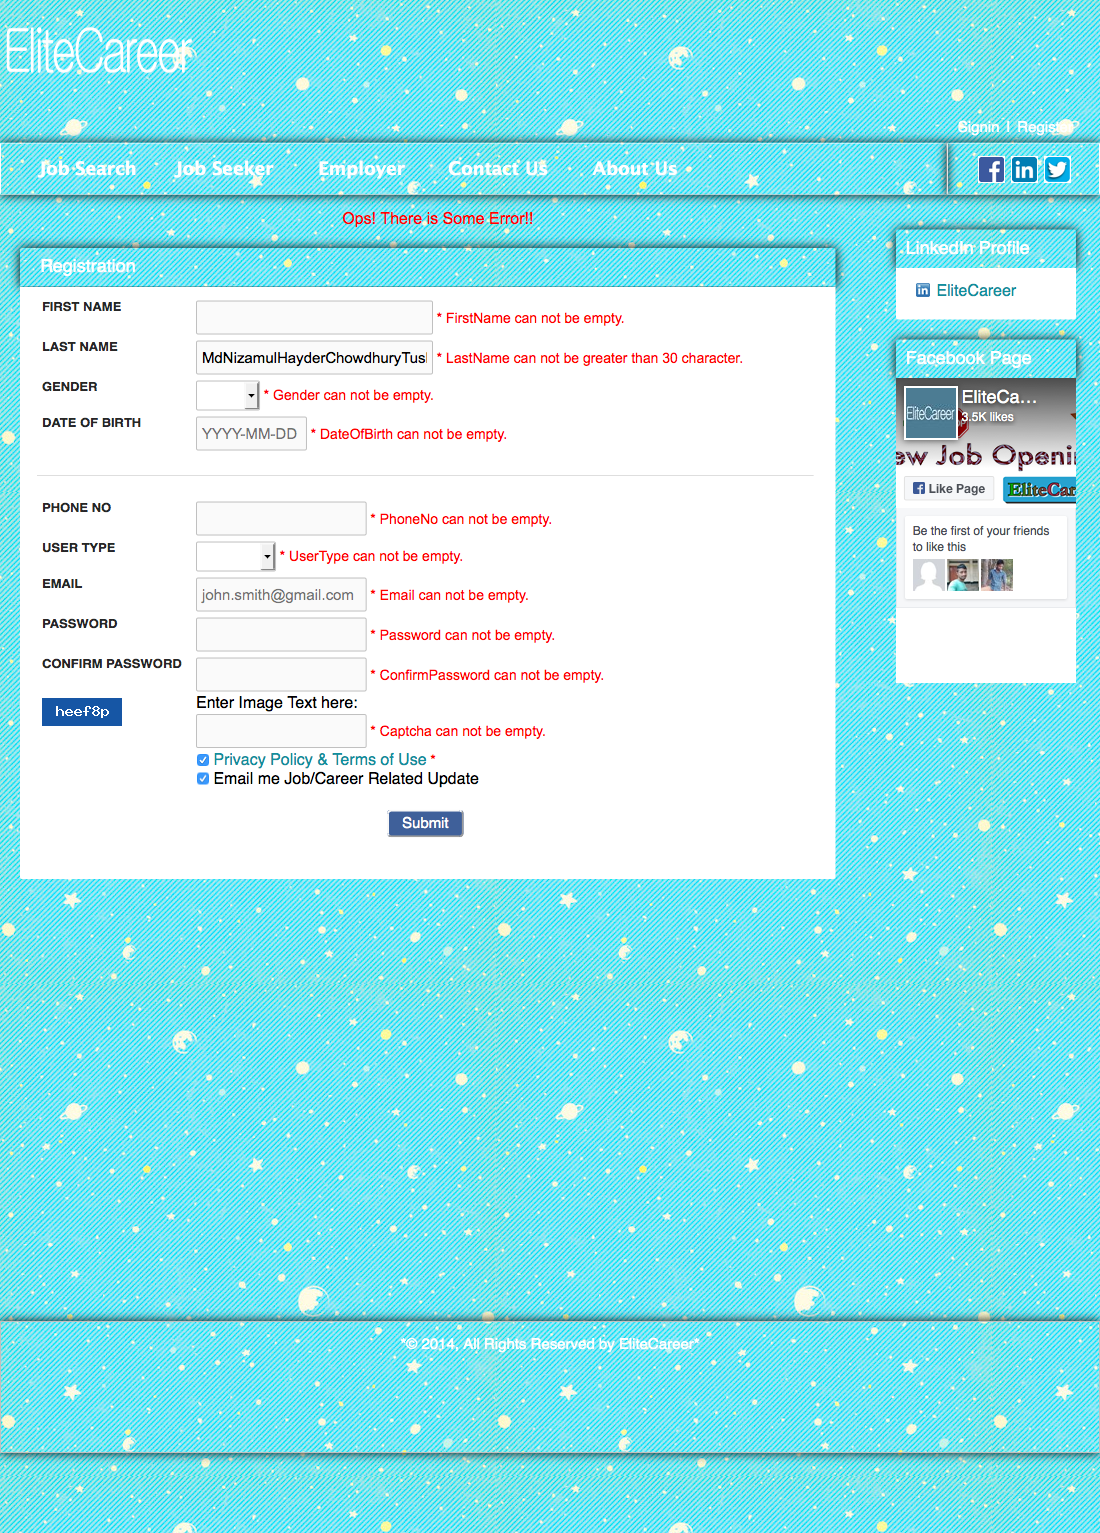 EliteCareer
Signin | Regist
Job Search Job Seeker Employer Contact US About Us
Ops! There is Some Error!!
Registration
FIRST NAME * FirstName can not be empty.
LAST NAME MdNizamulHayderChowdhuryTus * LastName can not be greater than 30 character.
GENDER * Gender can not be empty.
DATE OF BIRTH YYYY-MM-DD * DateOfBirth can not be empty.
PHONE NO * PhoneNo can not be empty.
USER TYPE * UserType can not be empty.
EMAIL john.smith@gmail.com * Email can not be empty.
PASSWORD * Password can not be empty.
CONFIRM PASSWORD * ConfirmPassword can not be empty.
heef8p Enter Image Text here:
* Captcha can not be empty.
Privacy Policy & Terms of Use *
Email me Job/Career Related Update
Submit
LinkedIn Profile
EliteCareer
Facebook Page
EliteCareer
EliteCa...
3.5K likes
ew Job Openi
Like Page
EliteCar
Be the first of your friends
to like this
*© 2014, All Rights Reserved by EliteCareer*